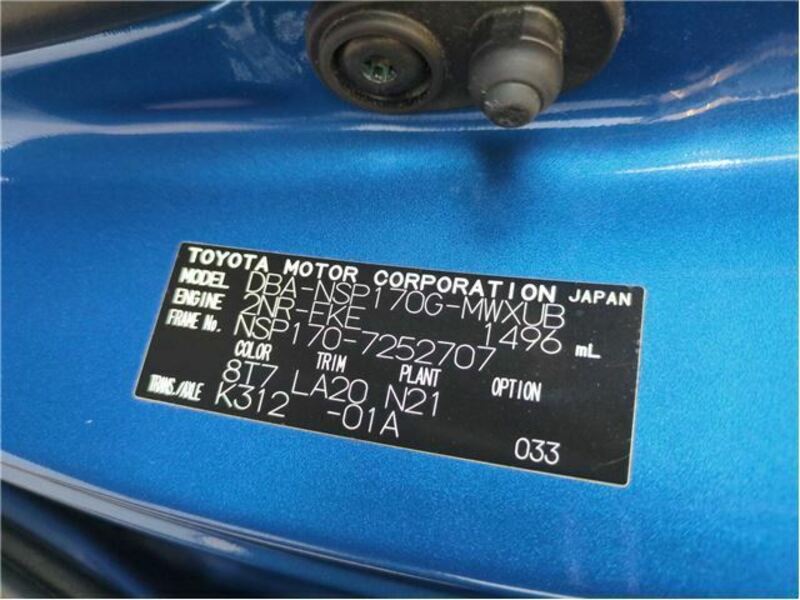 TOYOTA MOTOR CORPORATION JAPAN
MODEL DBA-NSP170G-MWXUB
ENGINE 2NR-FKE 1496 mL
FRAME No. NSP170-7252707
COLOR TRIM PLANT OPTION
8T7 LA20 N21
TRANS./AXLE K312 -01A
033